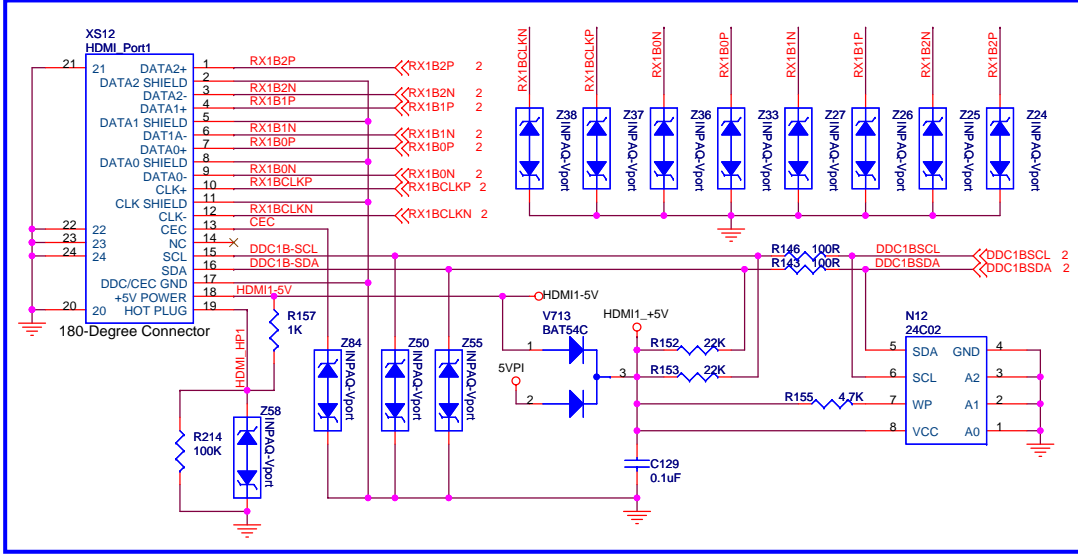 XS12
HDMI_Port1
21 21 DATA2+ 1 RX1B2P RX1B2P 2
DATA2 SHIELD 2
DATA2- 3 RX1B2N RX1B2N 2
DATA1+ 4 RX1B1P RX1B1P 2
DATA1 SHIELD 5
DAT1A- 6 RX1B1N RX1B1N 2
DATA0+ 7 RX1B0P RX1B0P 2
DATA0 SHIELD 8
DATA0- 9 RX1B0N RX1B0N 2
CLK+ 10 RX1BCLKP RX1BCLKP 2
CLK SHIELD 11
CLK- 12 RX1BCLKN RX1BCLKN 2
22 22 CEC 13 CEC
23 23 NC 14
24 24 SCL 15 DDC1B-SCL
SDA 16 DDC1B-SDA
DDC/CEC GND 17
+5V POWER 18 HDMI1-5V HDMI1-5V
20 20 HOT PLUG 19
180-Degree Connector
RX1BCLKN
RX1BCLKP
RX1B0N
RX1B0P
RX1B1N
RX1B1P
RX1B2N
RX1B2P
Z38
INPAQ-Vport
Z37
INPAQ-Vport
Z36
INPAQ-Vport
Z33
INPAQ-Vport
Z27
INPAQ-Vport
Z26
INPAQ-Vport
Z25
INPAQ-Vport
Z24
INPAQ-Vport
R146 100R DDC1BSCL DDC1BSCL 2
R143 100R DDC1BSDA DDC1BSDA 2
HDMI_HP1
R157
1K
R214
100K
Z58
INPAQ-Vport
Z84
INPAQ-Vport
Z50
INPAQ-Vport
Z55
INPAQ-Vport
V713
BAT54C
1
5VPI
2
3
HDMI1_+5V
R152 22K
R153 22K
R155 4.7K
C129
0.1uF
N12
24C02
5 SDA GND 4
6 SCL A2 3
7 WP A1 2
8 VCC A0 1